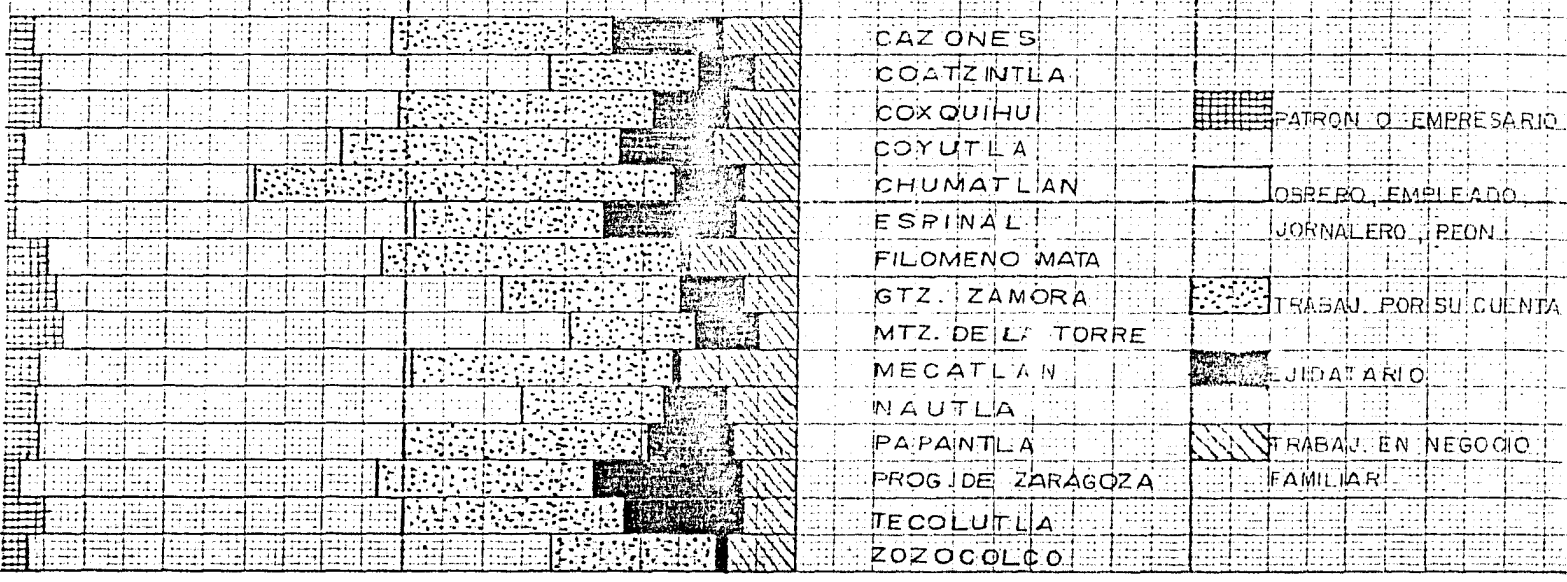 CAZONES
COATZINTLA
COXQUIHUI
COYUTLA
CHUMATLAN
ESPINAL
FILOMENO MATA
GTZ. ZAMORA
MTZ. DE LA TORRE
MECATLAN
NAUTLA
PAPANTLA
PROG. DE ZARAGOZA
TECOLUTLA
ZOZOCOLCO
PATRON O EMPRESARIO
OBRERO, EMPLEADO,
JORNALERO, PEON
TRABAJ. POR SU CUENTA
EJIDATARIO
TRABAJ. EN NEGOCIO
FAMILIAR